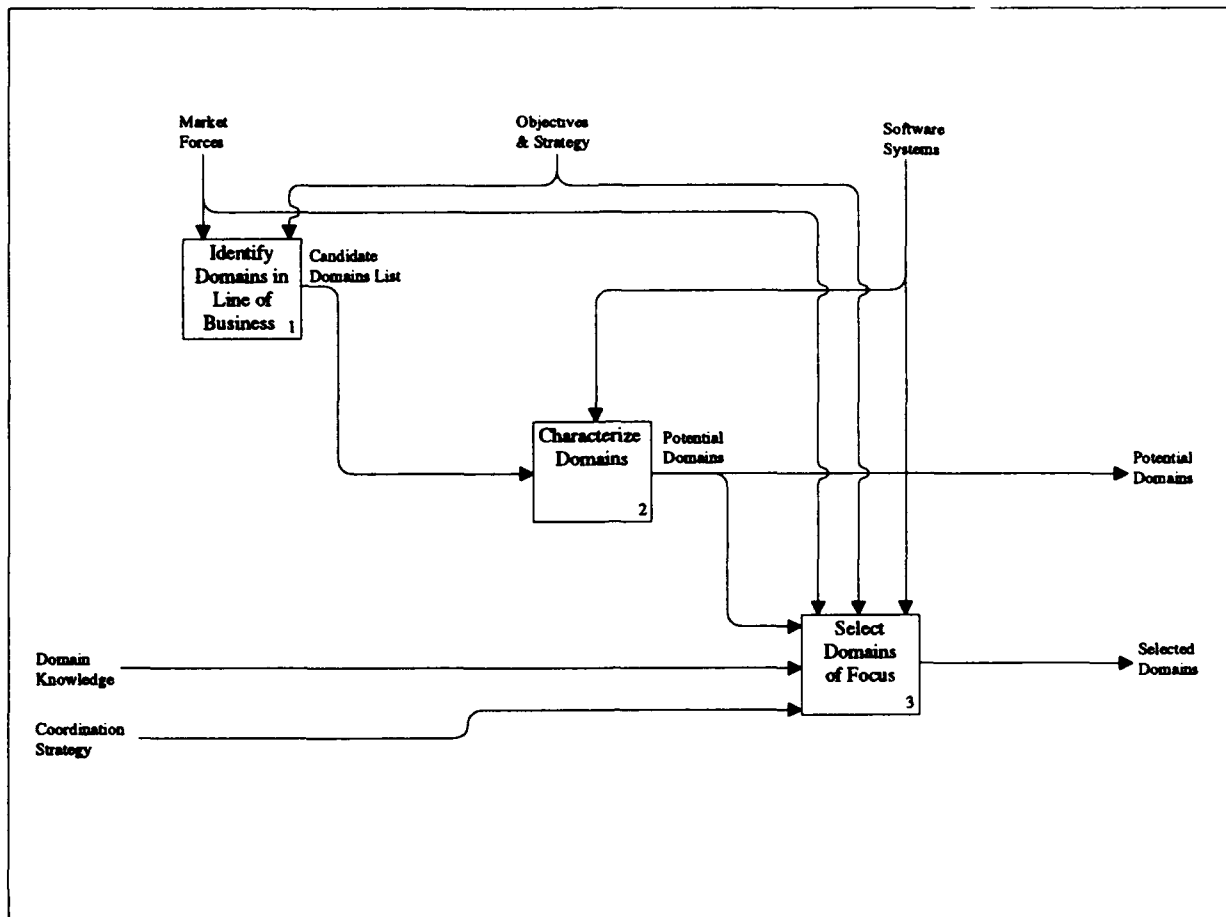 Market
Forces
Objectives
& Strategy
Software
Systems
Identify
Domains in
Line of
Business
1
Candidate
Domains List
Characterize
Domains
2
Potential
Domains
Potential
Domains
Select
Domains
of Focus
3
Domain
Knowledge
Selected
Domains
Coordination
Strategy